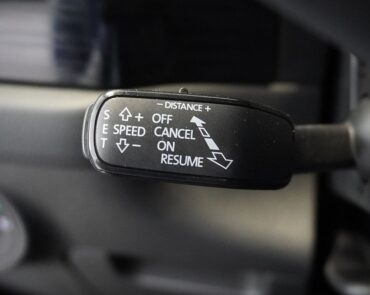 − DISTANCE +
S + OFF
E SPEED CANCEL
T − ON
RESUME